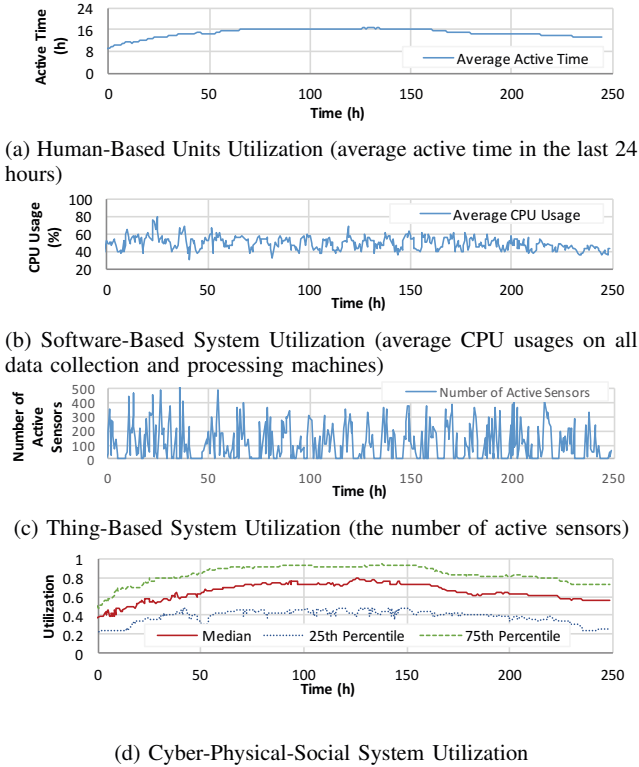 24
16
8
0
Active Time
(h)
Average Active Time
0 50 100 150 200 250
Time (h)
(a) Human-Based Units Utilization (average active time in the last 24
hours)
100
80
60
40
20
CPU Usage
(%)
Average CPU Usage
0 50 100 150 200 250
Time (h)
(b) Software-Based System Utilization (average CPU usages on all
data collection and processing machines)
500
400
300
200
100
0
Number of
Active
Sensors
Number of Active Sensors
0 50 100 150 200 250
Time (h)
(c) Thing-Based System Utilization (the number of active sensors)
1
0.8
0.6
0.4
0.2
0
Utilization
Median 25th Percentile 75th Percentile
0 50 100 150 200 250
Time (h)
(d) Cyber-Physical-Social System Utilization